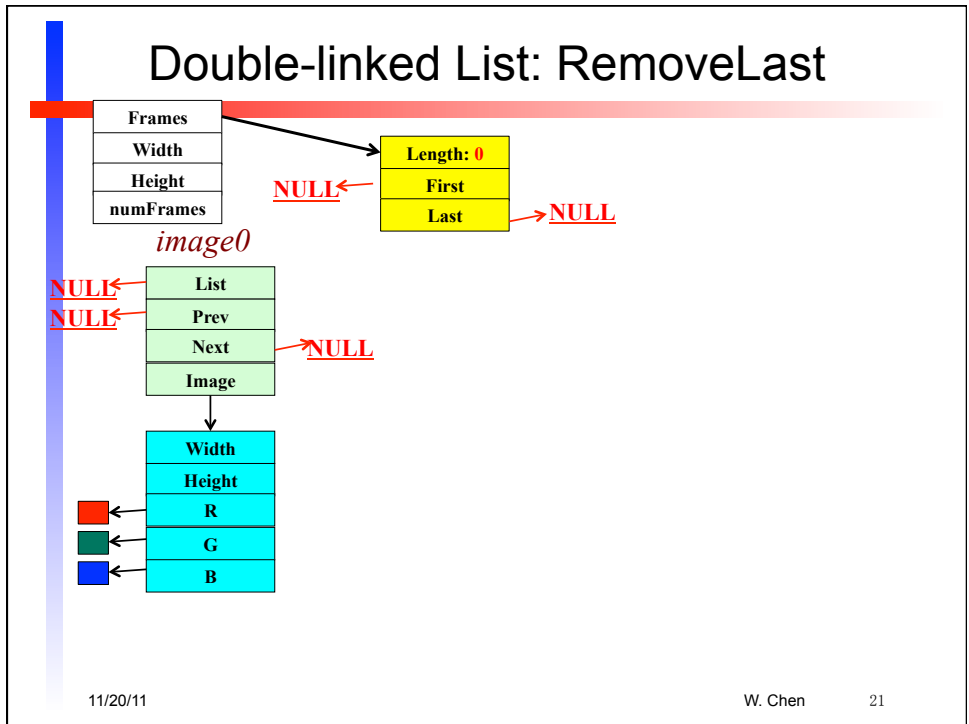 Double-linked List: RemoveLast
Frames
Width
Height
numFrames
Length: 0
First
Last
NULL
NULL
image0
List
Prev
Next
Image
NULL
NULL
NULL
Width
Height
R
G
B
11/20/11
W. Chen
21